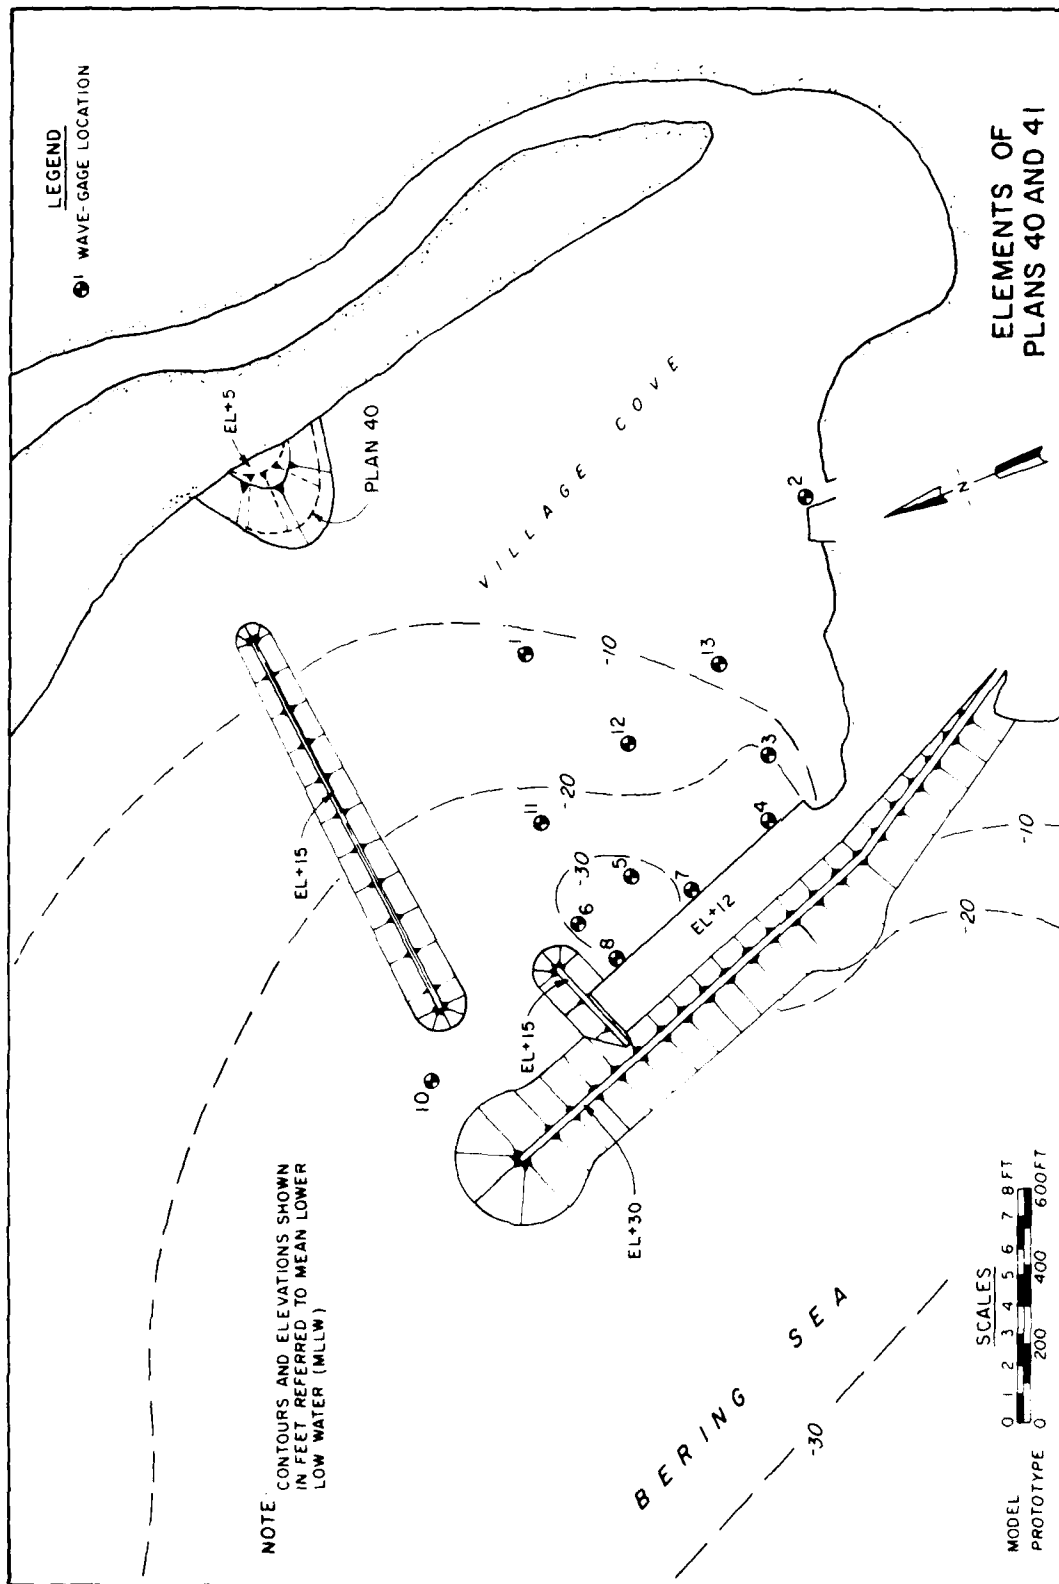 LEGEND
1 WAVE-GAGE LOCATION
NOTE: CONTOURS AND ELEVATIONS SHOWN
IN FEET REFERRED TO MEAN LOWER
LOW WATER (MLLW)
EL+5
PLAN 40
EL+15
VILLAGE COVE
10
1
-10
11
12
-20
13
2
6
-30
5
8
7
3
4
EL+15
EL+12
EL+30
-10
-20
N
BERING SEA
-30
SCALES
MODEL 0 1 2 3 4 5 6 7 8 FT
PROTOTYPE 0 200 400 600FT
ELEMENTS OF
PLANS 40 AND 41